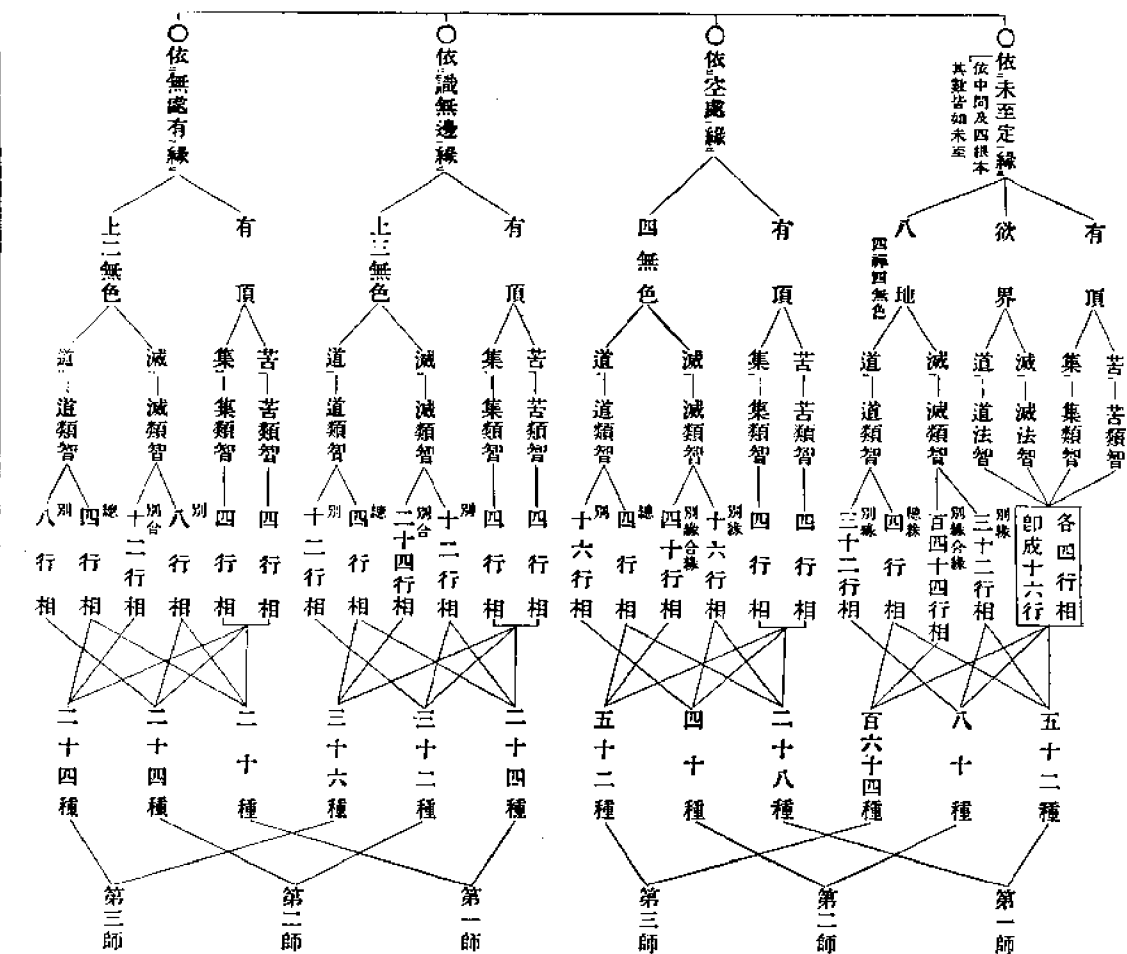 ○依未至定緣
依中間及四根本
其數皆如未至
○依空處緣
○依識無邊緣
○依無處有緣
有頂
欲界
八地
四禪四無色
有頂
四無色
有頂
上三無色
有頂
上二無色
苦―苦類智
集―集類智
滅―滅法智
道―道法智
滅―滅類智
道―道類智
苦―苦類智
集―集類智
滅―滅類智
道―道類智
苦―苦類智
集―集類智
滅―滅類智
道―道類智
苦―苦類智
集―集類智
滅―滅類智
道―道類智
各四行相
卽成十六行
別緣
三十二行相
別緣合緣
百四十四行相
總緣
四行相
別緣
三十二行相
四行相
四行相
別緣
十六行相
別緣合緣
四十行相
總
四行相
別
十六行相
四行相
四行相
別
十二行相
別合
二十四行相
總
四行相
別
十二行相
四行相
四行相
別
八行相
別合
十二行相
總
四行相
別
八行相
五十二種
八十種
百六十四種
二十八種
四十種
五十二種
二十四種
三十二種
三十六種
二十種
二十四種
二十四種
第一師
第二師
第三師
第一師
第二師
第三師